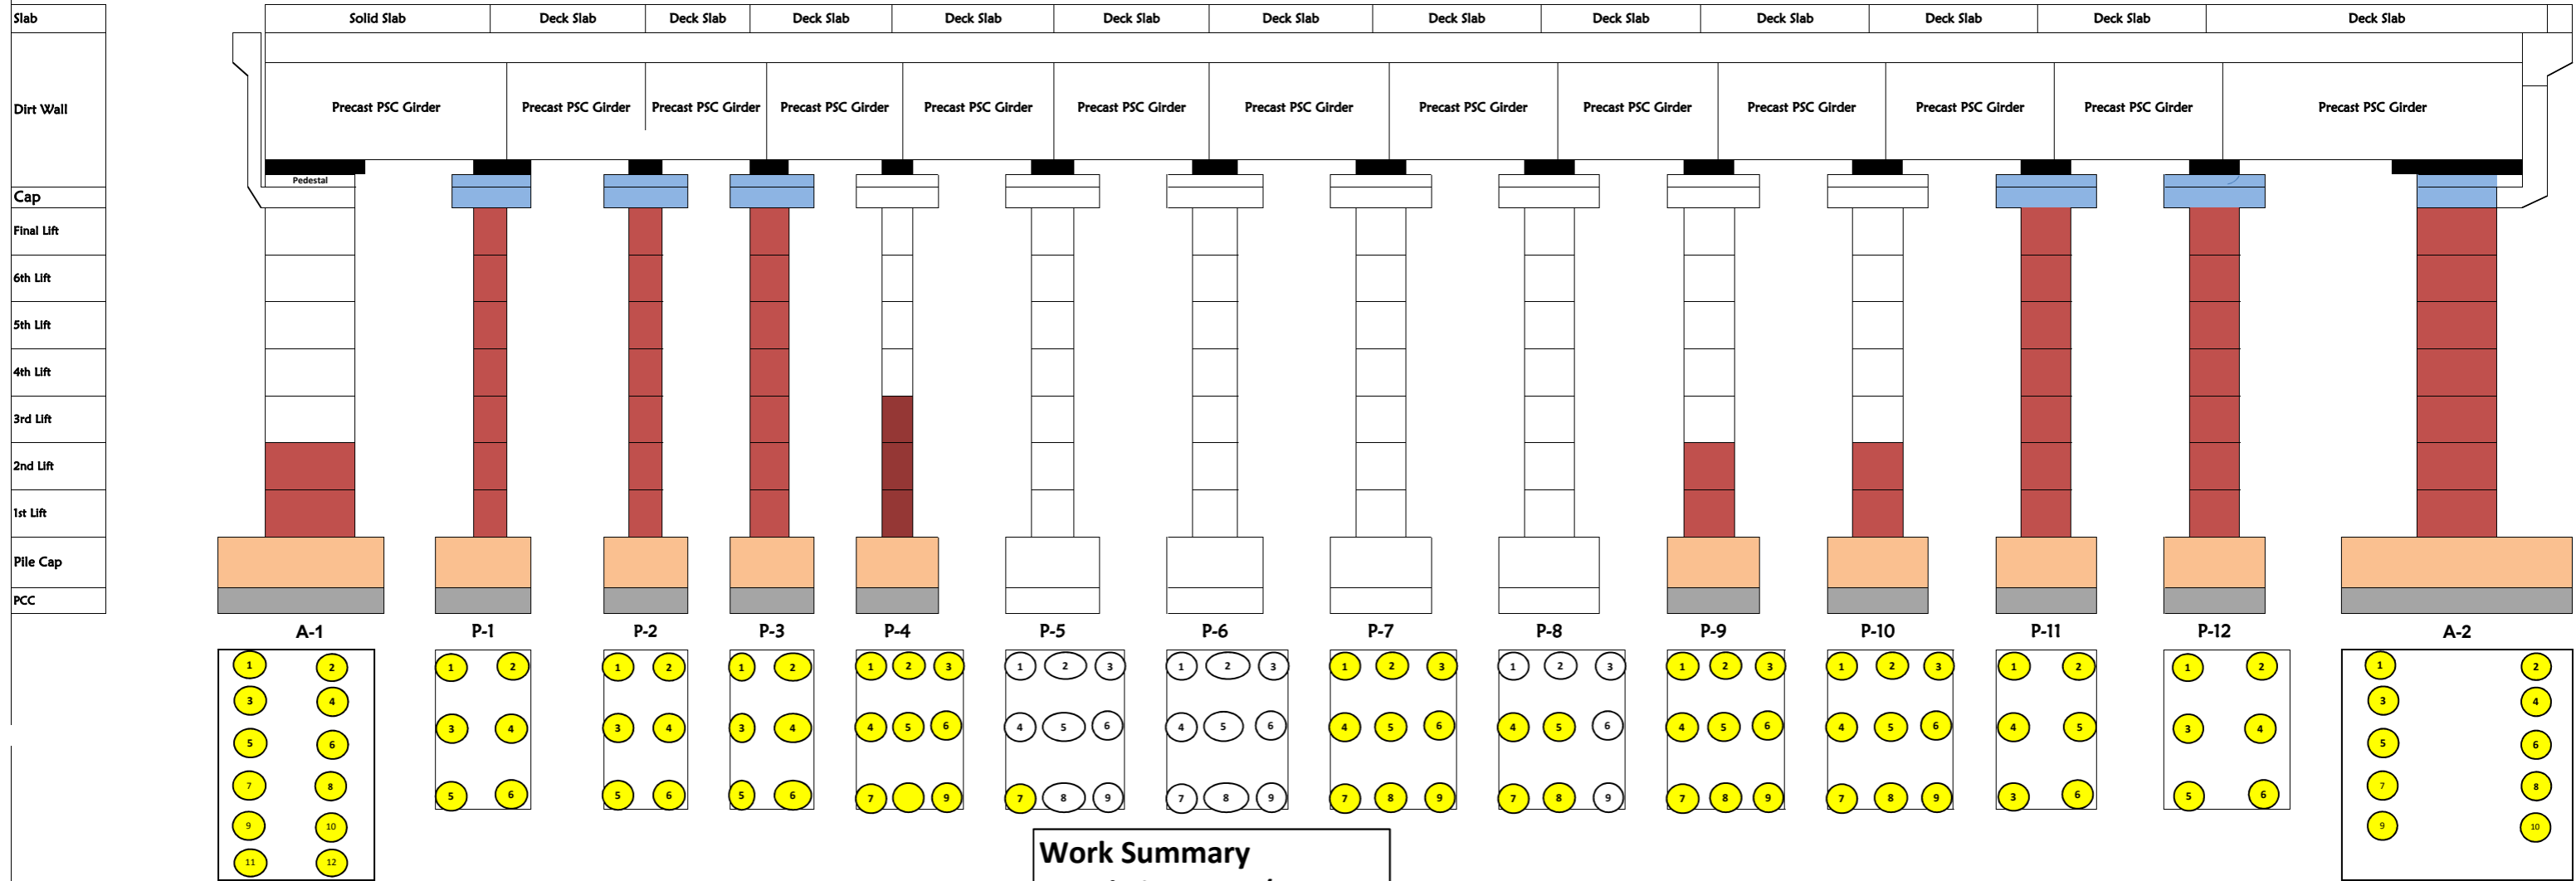 Slab Solid Slab Deck Slab Deck Slab Deck Slab Deck Slab Deck Slab Deck Slab Deck Slab Deck Slab Deck Slab Deck Slab Deck Slab Deck Slab
Dirt Wall Precast PSC Girder Precast PSC Girder Precast PSC Girder Precast PSC Girder Precast PSC Girder Precast PSC Girder Precast PSC Girder Precast PSC Girder Precast PSC Girder Precast PSC Girder Precast PSC Girder Precast PSC Girder Precast PSC Girder
Pedestal
Cap
Final Lift
6th Lift
5th Lift
4th Lift
3rd Lift
2nd Lift
1st Lift
Pile Cap
PCC
A-1 P-1 P-2 P-3 P-4 P-5 P-6 P-7 P-8 P-9 P-10 P-11 P-12 A-2
1 2 1 2 1 2 1 2 1 2 3 1 2 3 1 2 3 1 2 3 1 2 3 1 2 3 1 2 3 1 2 1 2 1 2
3 4 3 4
3 4 3 4 3 4 4 5 6 4 5 6 4 5 6 4 5 6 4 5 6 4 5 6 4 5 6 4 5 3 4
5 6 5 6
7 8 7 8
5 6 5 6 5 6 7 9 7 8 9 7 8 9 7 8 9 7 8 9 7 8 9 7 8 9 3 6 5 6
9 10 9 10
11 12
Work Summary